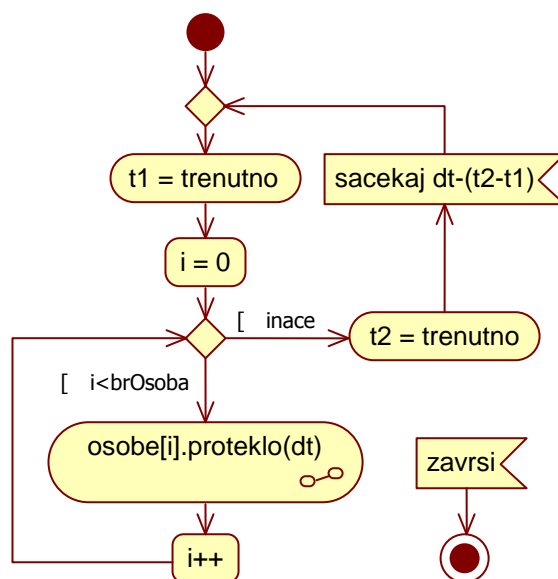 t1 = trenutno
sacekaj dt-(t2-t1)
i = 0
[ inace
t2 = trenutno
[ i<brOsoba
osobe[i].proteklo(dt)
zavrsi
i++